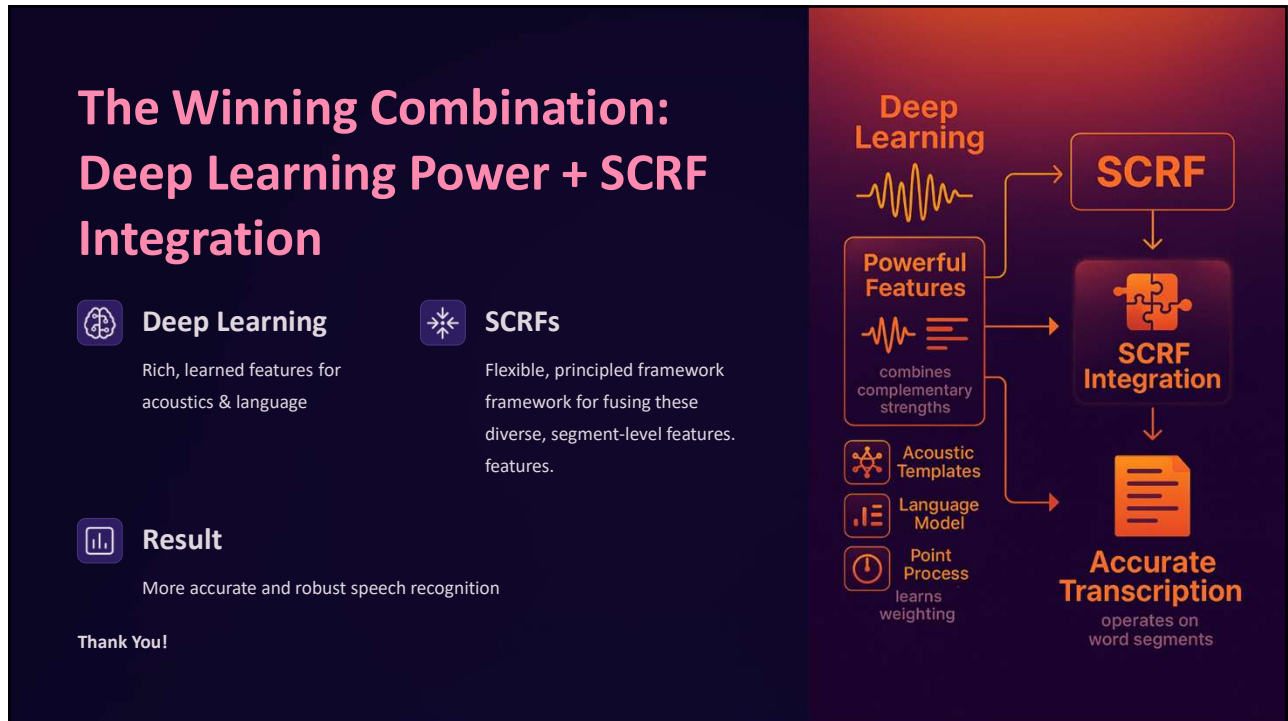 The Winning Combination:
Deep Learning Power + SCRF
Integration
Deep Learning
Rich, learned features for
acoustics & language
SCRFs
Flexible, principled framework
framework for fusing these
diverse, segment-level features.
features.
Result
More accurate and robust speech recognition
Thank You!
Deep
Learning
SCRF
Powerful
Features
combines
complementary
strengths
SCRF
Integration
Acoustic
Templates
Language
Model
Point
Process
learns
weighting
Accurate
Transcription
operates on
word segments